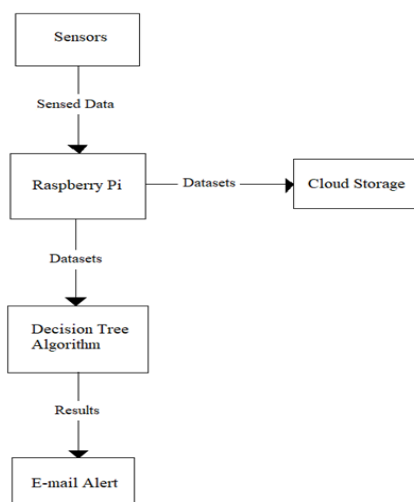 Sensors
Sensed Data
Raspberry Pi
Datasets
Cloud Storage
Datasets
Decision Tree
Algorithm
Results
E-mail Alert